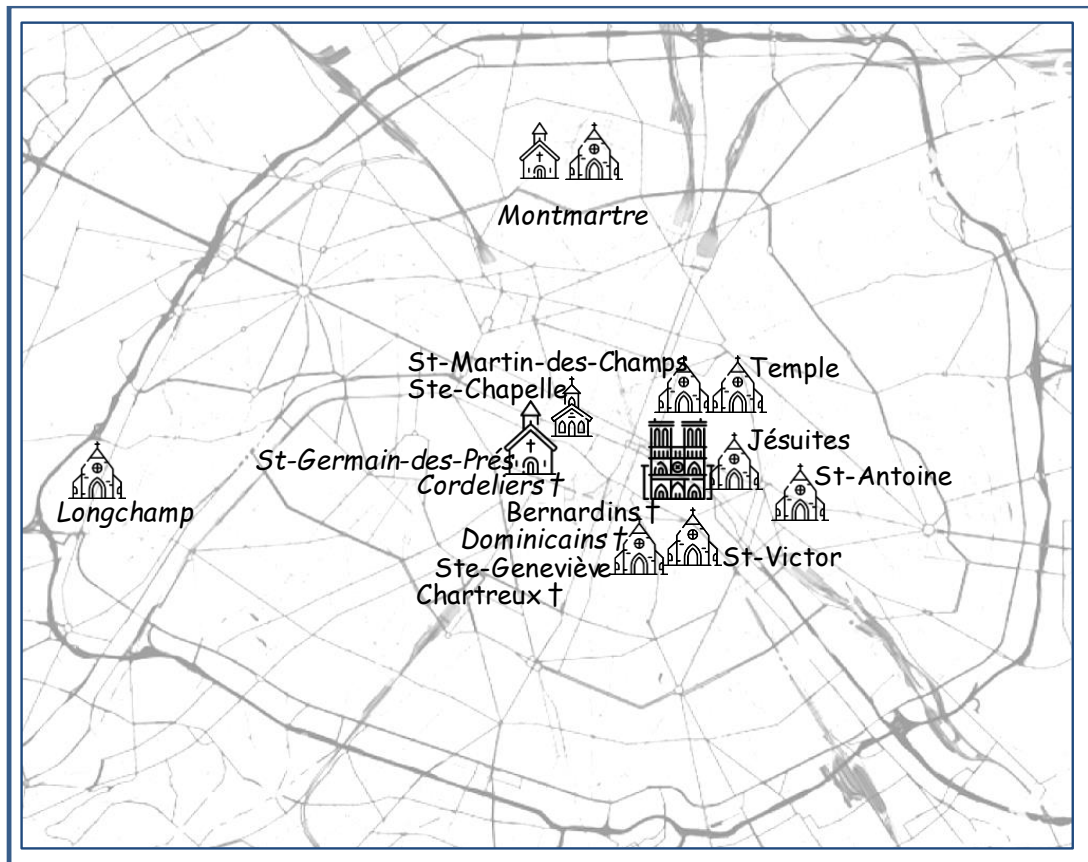 Montmartre
St-Martin-des-Champs
Temple
Ste-Chapelle
Jésuites
St-Germain-des-Prés
St-Antoine
Cordeliers †
Longchamp
Bernardins †
Dominicains †
St-Victor
Ste-Geneviève
Chartreux †